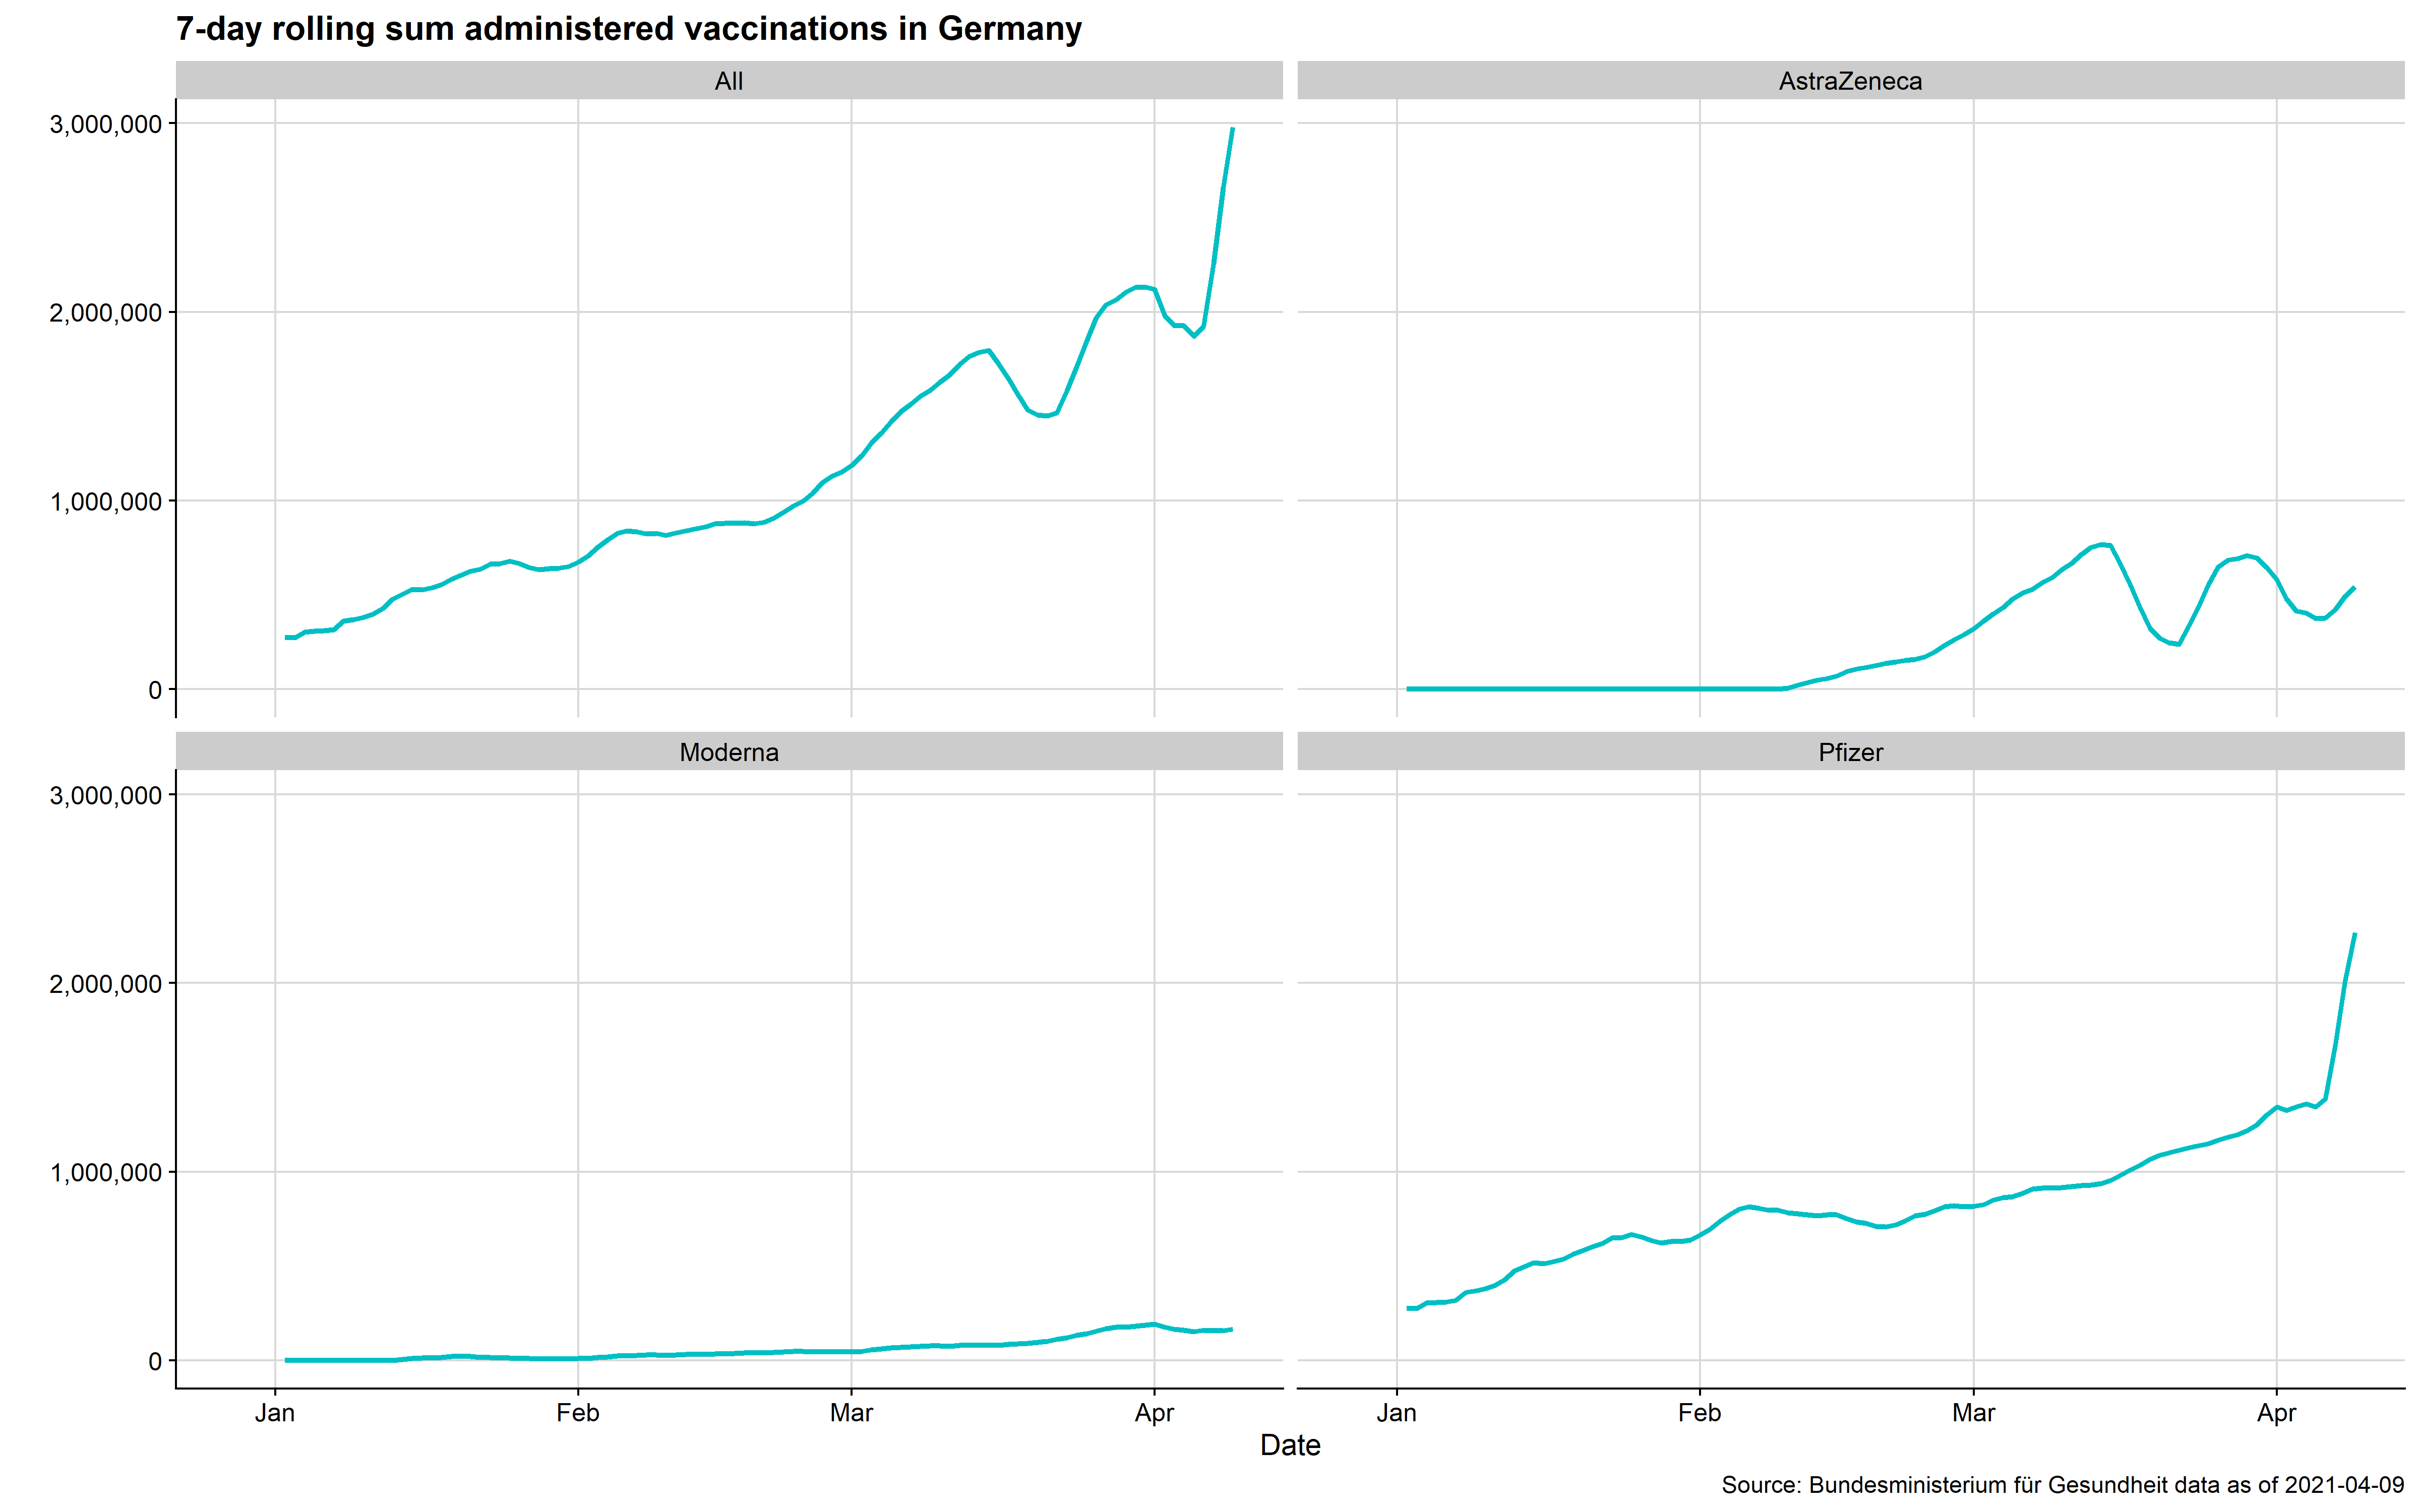 7-day rolling sum administered vaccinations in Germany
All
AstraZeneca
3,000,000
2,000,000
1,000,000
0
Moderna
Pfizer
3,000,000
2,000,000
1,000,000
0
Jan Feb Mar Apr
Jan Feb Mar Apr
Date
Source: Bundesministerium für Gesundheit data as of 2021-04-09